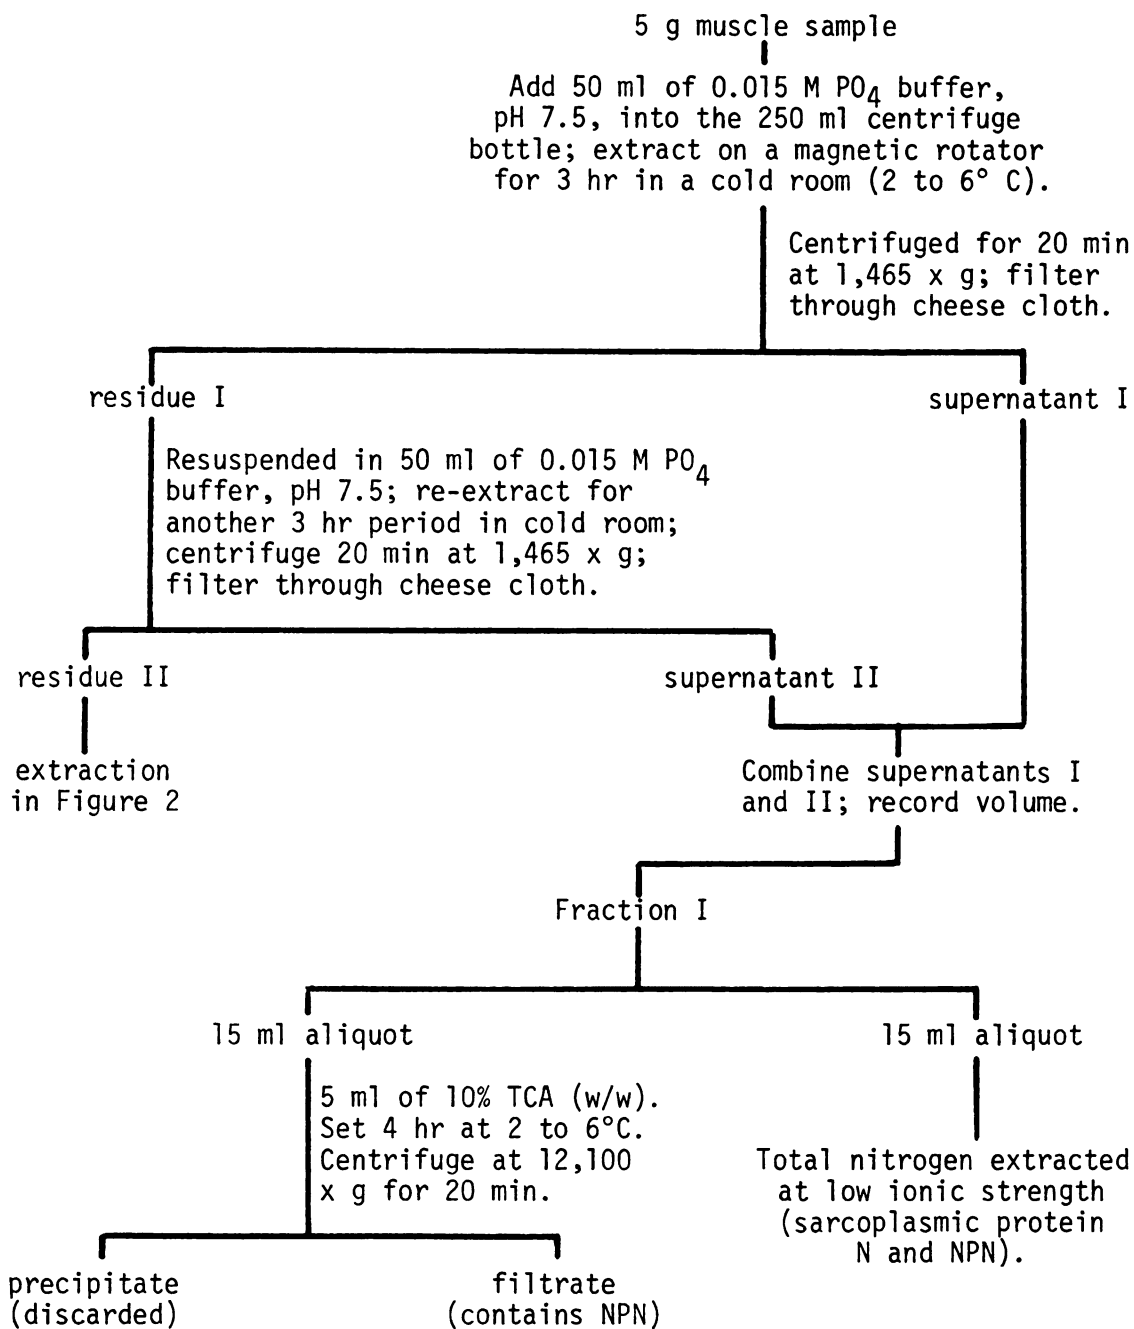 5 g muscle sample
Add 50 ml of 0.015 M PO4 buffer,
pH 7.5, into the 250 ml centrifuge
bottle; extract on a magnetic rotator
for 3 hr in a cold room (2 to 6° C).
Centrifuged for 20 min
at 1,465 x g; filter
through cheese cloth.
residue I
supernatant I
Resuspended in 50 ml of 0.015 M PO4
buffer, pH 7.5; re-extract for
another 3 hr period in cold room;
centrifuge 20 min at 1,465 x g;
filter through cheese cloth.
residue II
supernatant II
extraction
in Figure 2
Combine supernatants I
and II; record volume.
Fraction I
15 ml aliquot
15 ml aliquot
5 ml of 10% TCA (w/w).
Set 4 hr at 2 to 6°C.
Centrifuge at 12,100
x g for 20 min.
Total nitrogen extracted
at low ionic strength
(sarcoplasmic protein
N and NPN).
precipitate
(discarded)
filtrate
(contains NPN)